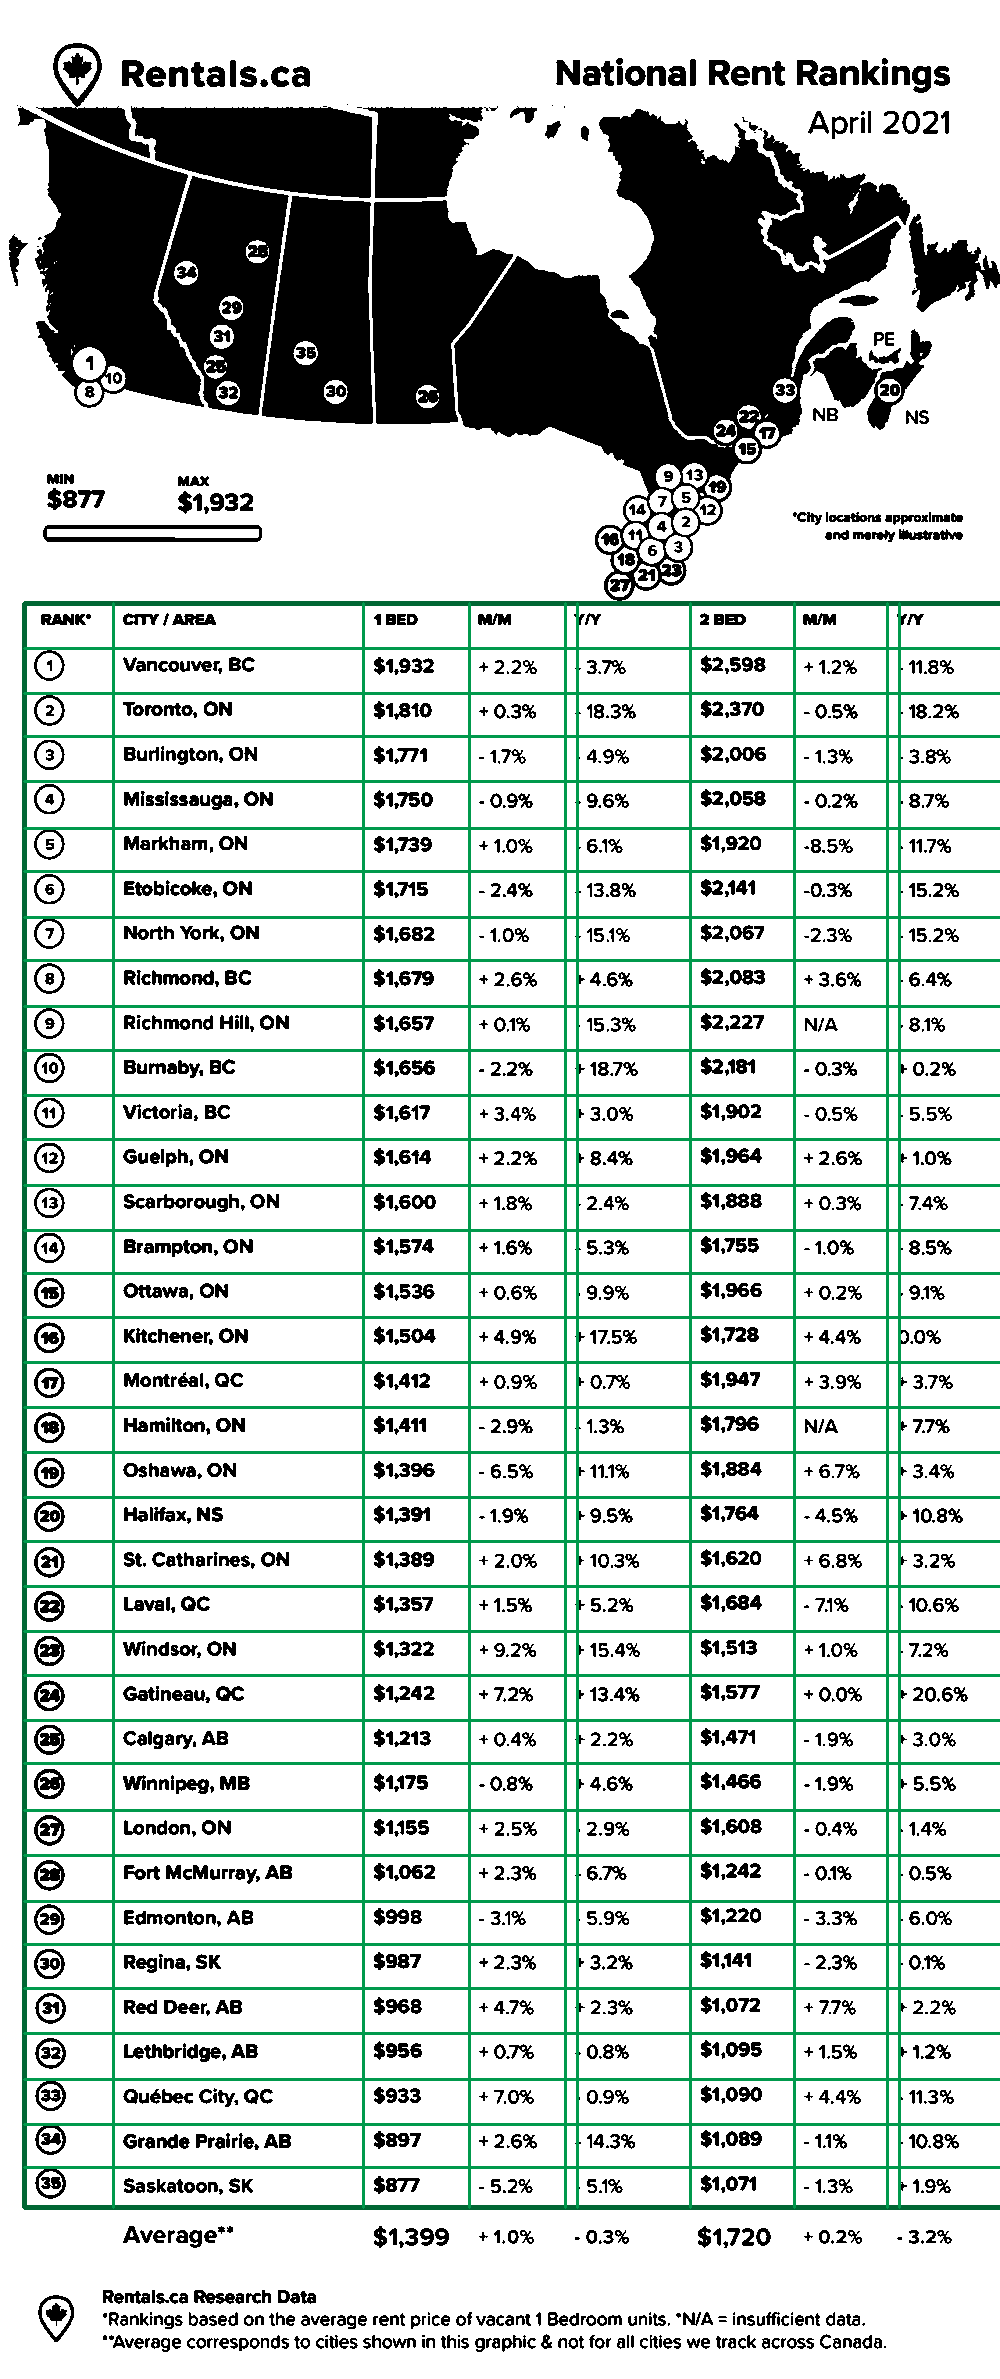 Rentals.ca
National Rent Rankings
April 2021
34
29
31
35
32
30
1
10
8
PE
33
20
NB
NS
22
24
17
15
9
13
19
7
5
14
12
4
2
16
11
6
3
18
21
23
27
MIN
$877
MAX
$1,932
*City locations approximate
and merely illustrative
RANK* CITY / AREA 1 BED M/M Y/Y 2 BED M/M Y/Y
1 Vancouver, BC $1,932 + 2.2% - 3.7% $2,598 + 1.2% - 11.8%
2 Toronto, ON $1,810 + 0.3% - 18.3% $2,370 - 0.5% - 18.2%
3 Burlington, ON $1,771 - 1.7% - 4.9% $2,006 - 1.3% - 3.8%
4 Mississauga, ON $1,750 - 0.9% - 9.6% $2,058 - 0.2% - 8.7%
5 Markham, ON $1,739 + 1.0% - 6.1% $1,920 -8.5% - 11.7%
6 Etobicoke, ON $1,715 - 2.4% - 13.8% $2,141 -0.3% - 15.2%
7 North York, ON $1,682 - 1.0% - 15.1% $2,067 -2.3% - 15.2%
8 Richmond, BC $1,679 + 2.6% + 4.6% $2,083 + 3.6% - 6.4%
9 Richmond Hill, ON $1,657 + 0.1% - 15.3% $2,227 N/A - 8.1%
10 Burnaby, BC $1,656 - 2.2% + 18.7% $2,181 - 0.3% + 0.2%
11 Victoria, BC $1,617 + 3.4% + 3.0% $1,902 - 0.5% - 5.5%
12 Guelph, ON $1,614 + 2.2% + 8.4% $1,964 + 2.6% + 1.0%
13 Scarborough, ON $1,600 + 1.8% - 2.4% $1,888 + 0.3% - 7.4%
14 Brampton, ON $1,574 + 1.6% - 5.3% $1,755 - 1.0% - 8.5%
15 Ottawa, ON $1,536 + 0.6% - 9.9% $1,966 + 0.2% - 9.1%
16 Kitchener, ON $1,504 + 4.9% + 17.5% $1,728 + 4.4% 0.0%
17 Montréal, QC $1,412 + 0.9% + 0.7% $1,947 + 3.9% + 3.7%
18 Hamilton, ON $1,411 - 2.9% - 1.3% $1,796 N/A + 7.7%
19 Oshawa, ON $1,396 - 6.5% + 11.1% $1,884 + 6.7% + 3.4%
20 Halifax, NS $1,391 - 1.9% + 9.5% $1,764 - 4.5% + 10.8%
21 St. Catharines, ON $1,389 + 2.0% + 10.3% $1,620 + 6.8% + 3.2%
22 Laval, QC $1,357 + 1.5% + 5.2% $1,684 - 7.1% - 10.6%
23 Windsor, ON $1,322 + 9.2% + 15.4% $1,513 + 1.0% - 7.2%
24 Gatineau, QC $1,242 + 7.2% + 13.4% $1,577 + 0.0% + 20.6%
25 Calgary, AB $1,213 + 0.4% + 2.2% $1,471 - 1.9% + 3.0%
26 Winnipeg, MB $1,175 - 0.8% + 4.6% $1,466 - 1.9% + 5.5%
27 London, ON $1,155 + 2.5% - 2.9% $1,608 - 0.4% - 1.4%
28 Fort McMurray, AB $1,062 + 2.3% - 6.7% $1,242 - 0.1% - 0.5%
29 Edmonton, AB $998 - 3.1% - 5.9% $1,220 - 3.3% - 6.0%
30 Regina, SK $987 + 2.3% + 3.2% $1,141 - 2.3% - 0.1%
31 Red Deer, AB $968 + 4.7% + 2.3% $1,072 + 7.7% + 2.2%
32 Lethbridge, AB $956 + 0.7% - 0.8% $1,095 + 1.5% + 1.2%
33 Québec City, QC $933 + 7.0% - 0.9% $1,090 + 4.4% - 11.3%
34 Grande Prairie, AB $897 + 2.6% - 14.3% $1,089 - 1.1% - 10.8%
35 Saskatoon, SK $877 - 5.2% - 5.1% $1,071 - 1.3% + 1.9%
Average** $1,399 + 1.0% - 0.3% $1,720 + 0.2% - 3.2%
Rentals.ca Research Data
*Rankings based on the average rent price of vacant 1 Bedroom units. *N/A = insufficient data.
**Average corresponds to cities shown in this graphic & not for all cities we track across Canada.